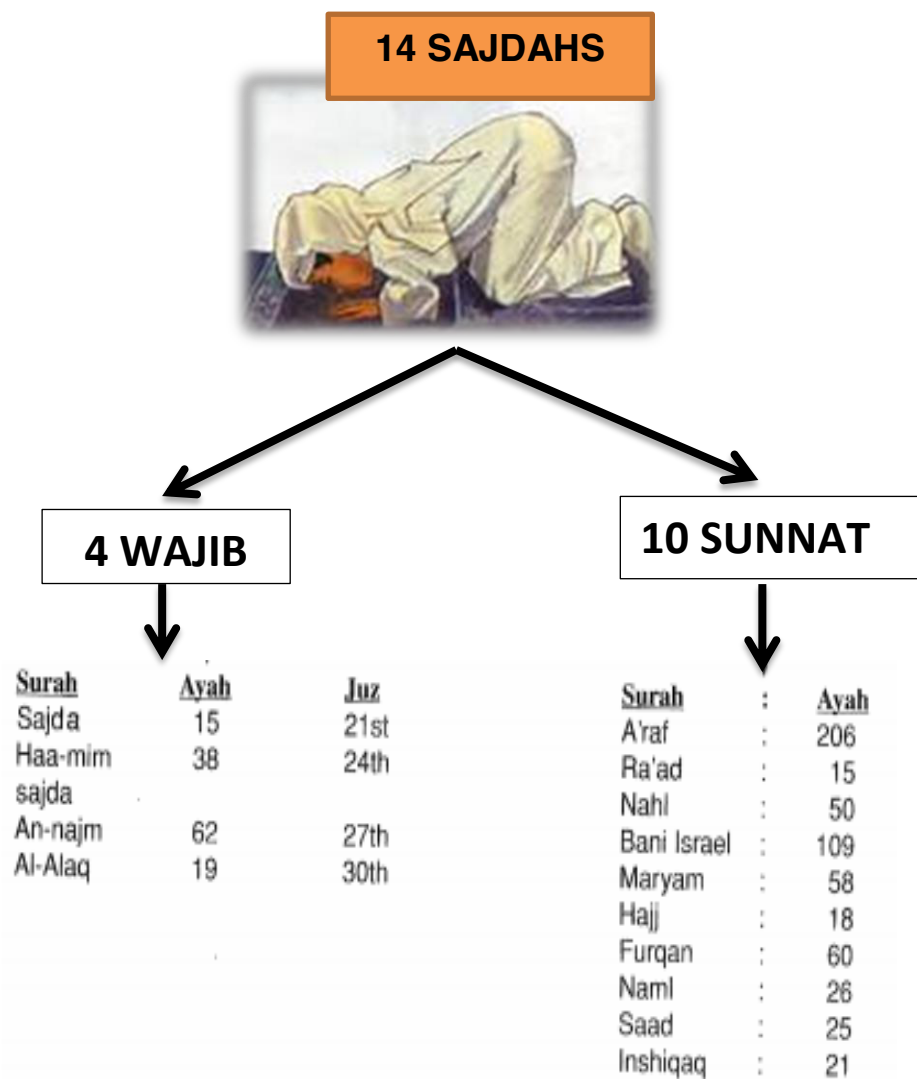 14 SAJDAHS
4 WAJIB
10 SUNNAT
Surah Ayah Juz
Sajda 15 21st
Haa-mim 38 24th
sajda
An-najm 62 27th
Al-Alaq 19 30th
Surah : Ayah
A'raf : 206
Ra'ad : 15
Nahl : 50
Bani Israel : 109
Maryam : 58
Hajj : 18
Furqan : 60
Naml : 26
Saad : 25
Inshiqaq : 21